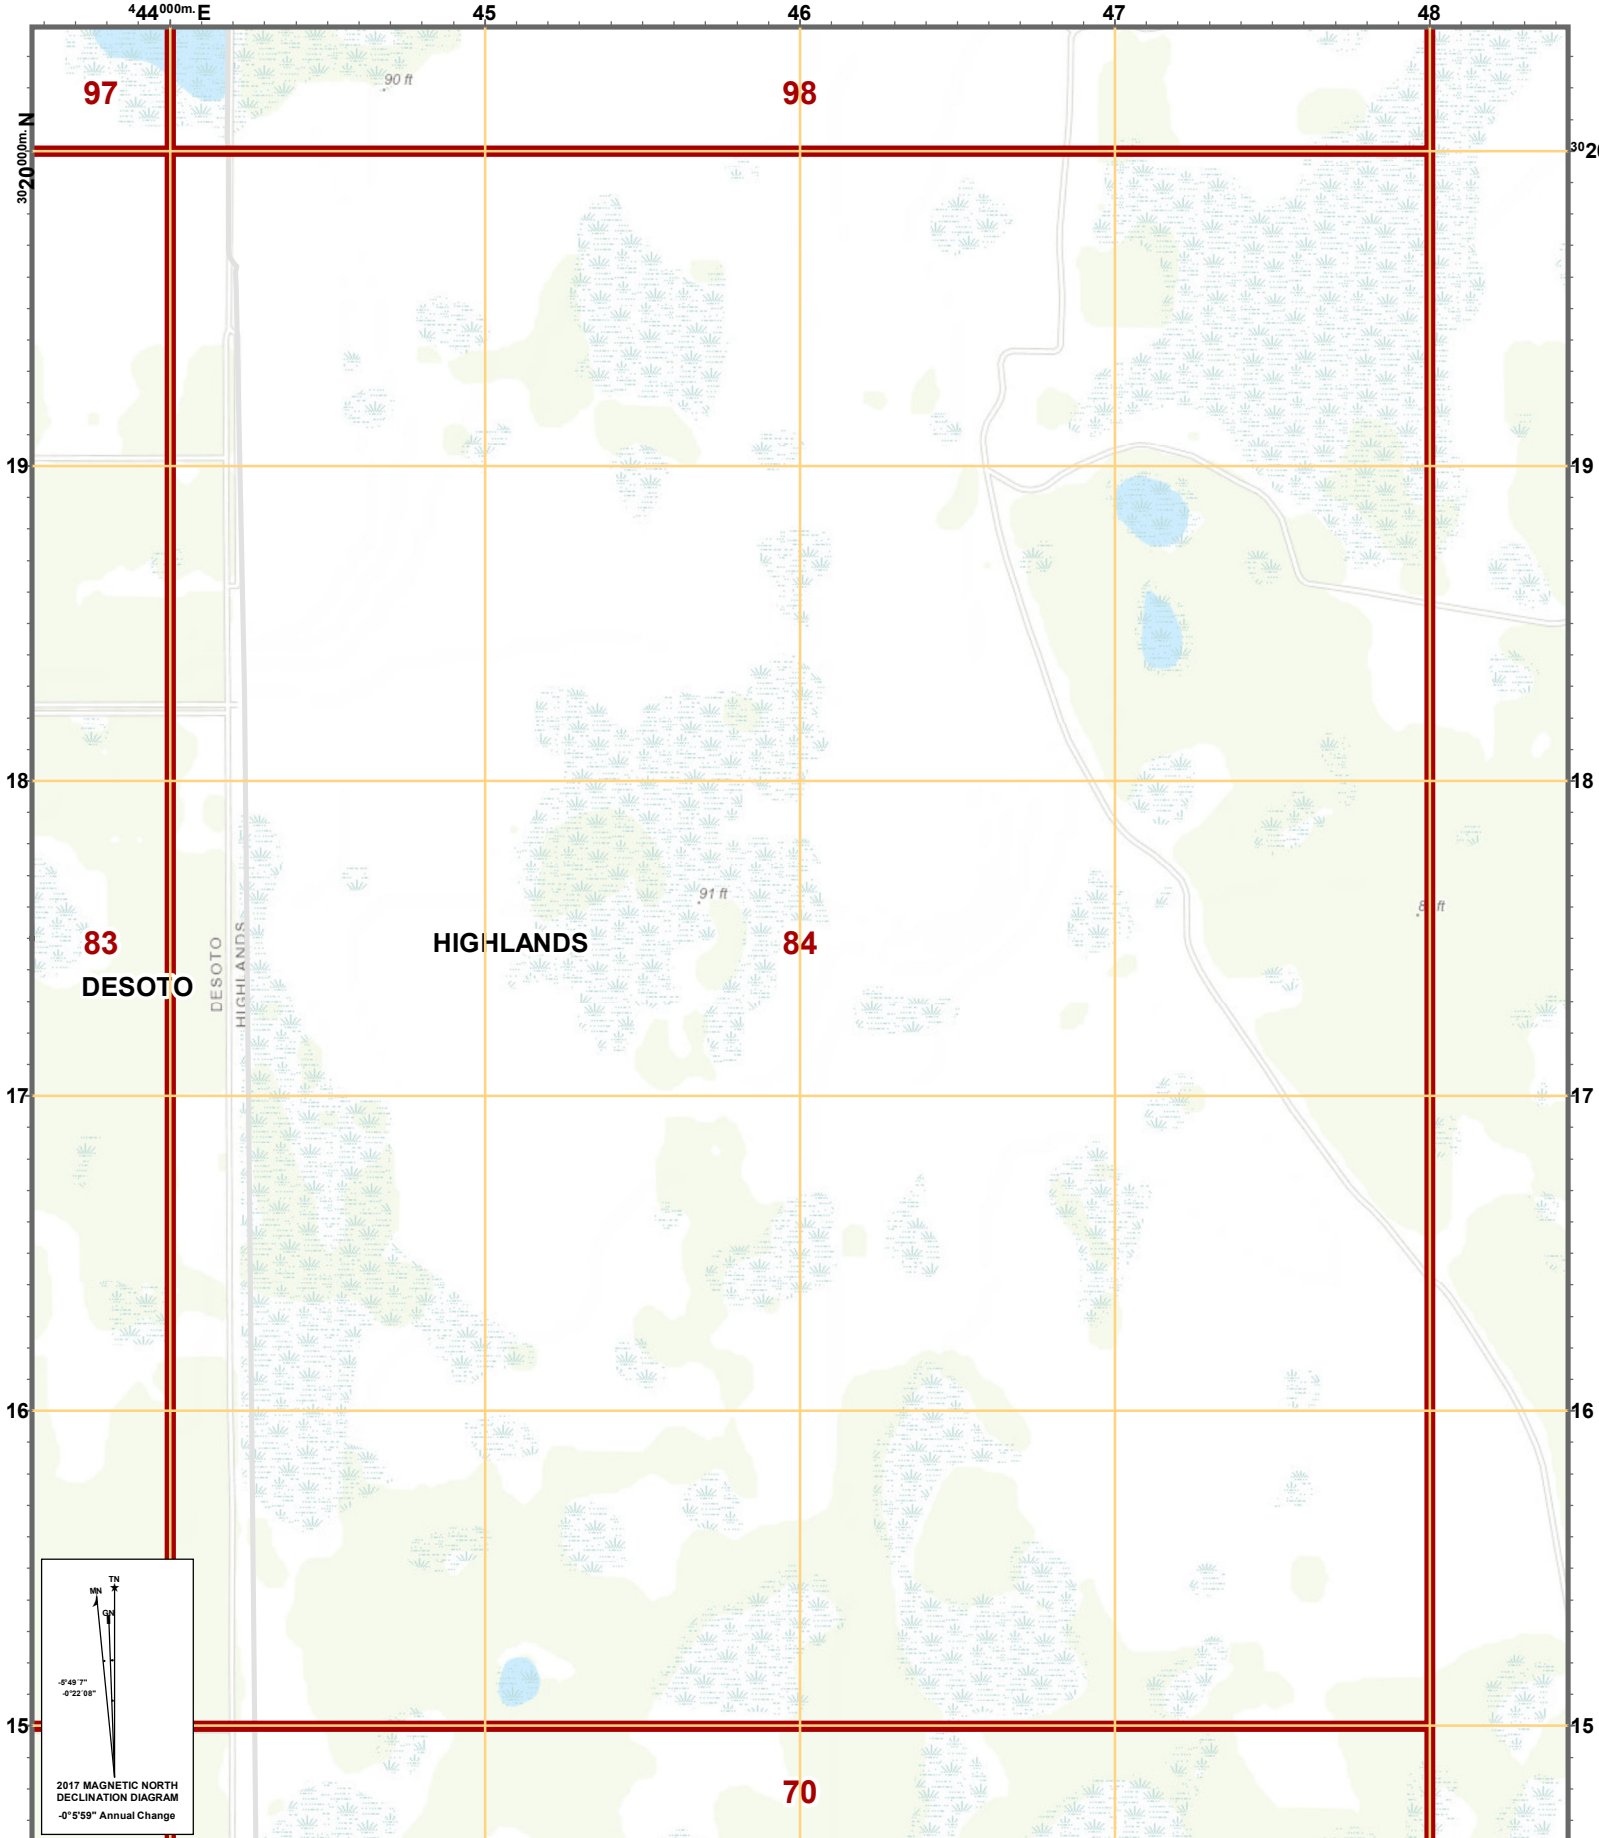 444000m. E 45 46 47 48
90 ft
97 98
3020000m. N
19 19
18 18
91 ft
83 HIGHLANDS 84
DESOTO
DESOTO
HIGHLANDS
17 17
16 16
15 15
TN
MN
GN
-5°49'7"
-0°22'08"
2017 MAGNETIC NORTH
DECLINATION DIAGRAM
-0°5'59" Annual Change
70